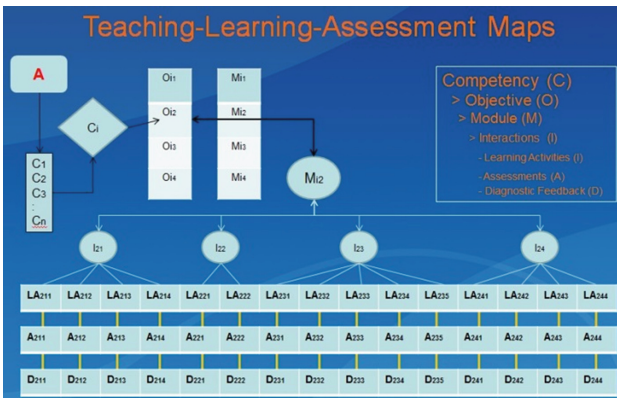 Teaching-Learning-Assessment Maps
A
C1
C2
C3
:
Cn
Ci
Oi1
Oi2
Oi3
Oi4
Mi1
Mi2
Mi3
Mi4
Mi2
Competency (C)
> Objective (O)
> Module (M)
> Interactions (I)
- Learning Activities (I)
- Assessments (A)
- Diagnostic Feedback (D)
I21 I22 I23 I24
LA211 LA212 LA213 LA214 LA221 LA222 LA231 LA232 LA233 LA234 LA235 LA241 LA242 LA243 LA244
A211 A212 A213 A214 A221 A222 A231 A232 A233 A234 A235 A241 A242 A243 A244
D211 D212 D213 D214 D221 D222 D231 D232 D233 D234 D235 D241 D242 D243 D244